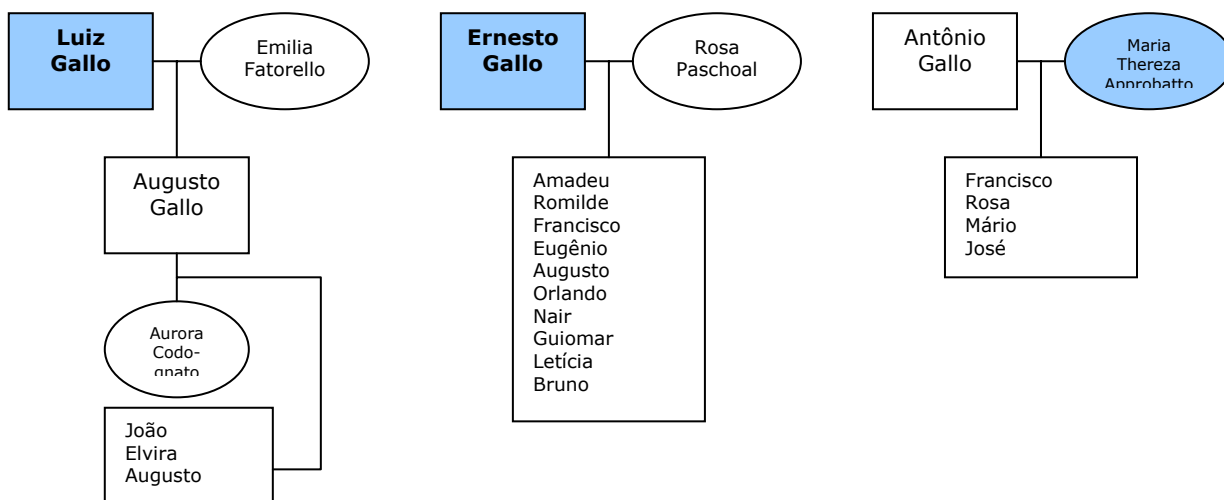 Luiz
Gallo
Emilia
Fatorello
Ernesto
Gallo
Rosa
Paschoal
Antônio
Gallo
Maria
Thereza
Approbatto
Augusto
Gallo
Amadeu
Romilde
Francisco
Eugênio
Augusto
Orlando
Nair
Guiomar
Letícia
Bruno
Francisco
Rosa
Mário
José
Aurora
Codo-
gnato
João
Elvira
Augusto